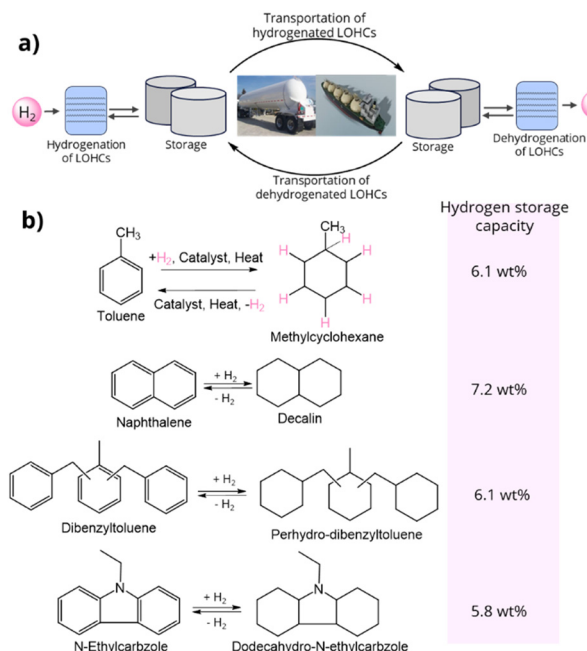 a)
Transportation of
hydrogenated LOHCs
H2
Hydrogenation
of LOHCs
Storage
Storage
Dehydrogenation
of LOHCs
Transportation of
dehydrogenated LOHCs
b)
Hydrogen storage
capacity
CH3
+H2, Catalyst, Heat
Catalyst, Heat, -H2
Toluene
CH3
H
H
H
H
H
H
Methylcyclohexane
6.1 wt%
+ H2
- H2
Naphthalene
Decalin
7.2 wt%
+ H2
- H2
Dibenzyltoluene
Perhydro-dibenzyltoluene
6.1 wt%
N
+ H2
- H2
N
N-Ethylcarbzole
Dodecahydro-N-ethylcarbzole
5.8 wt%